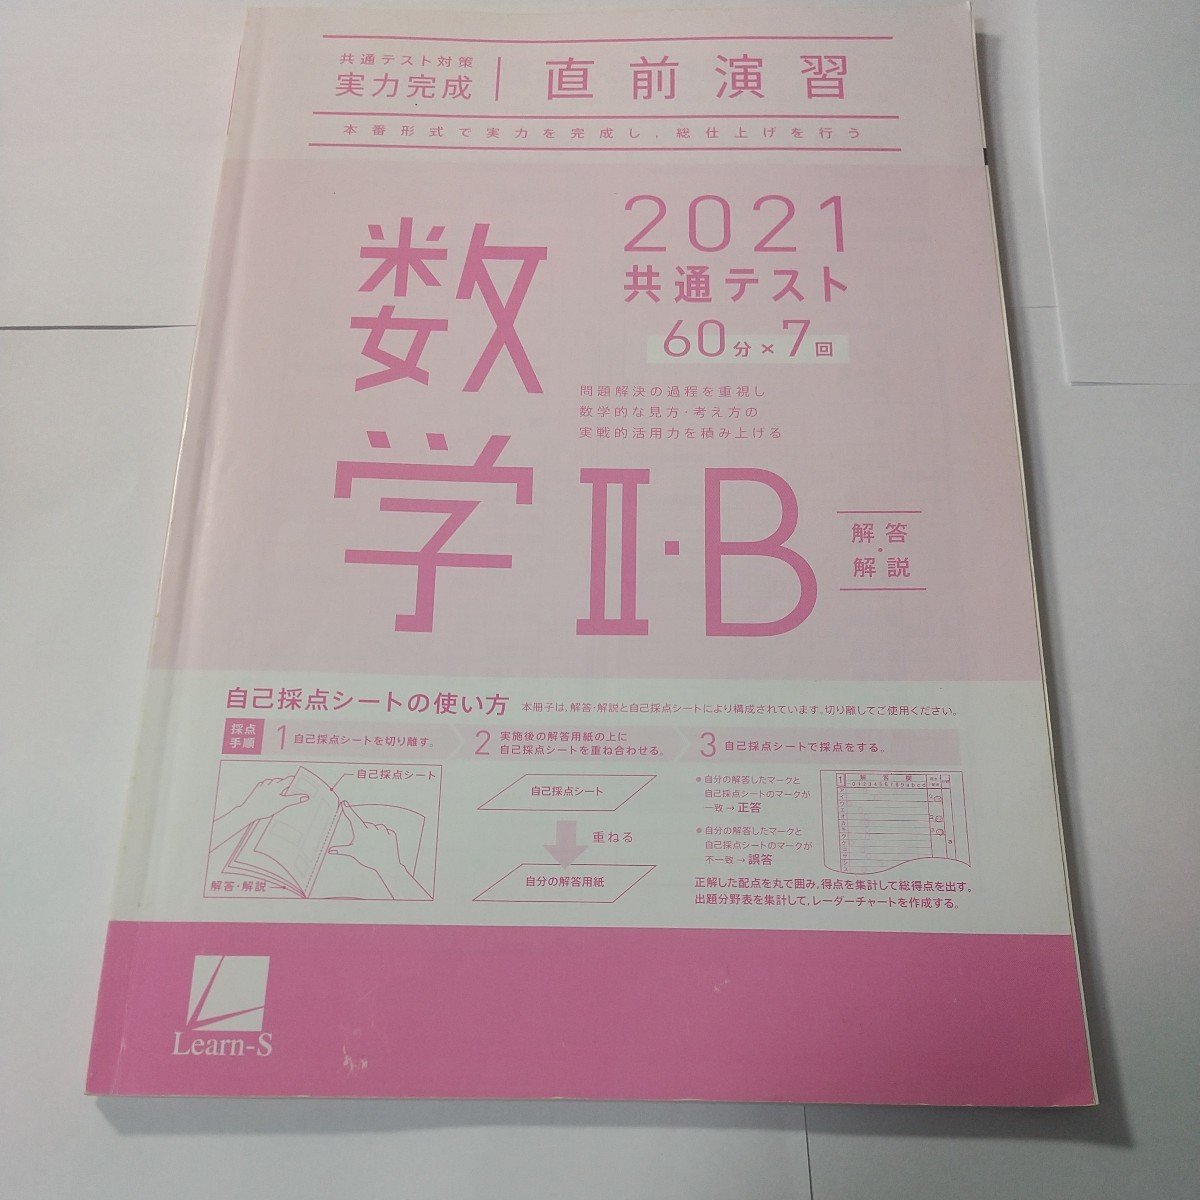 共通テスト対策
実力完成
直前演習
本番形式で実力を完成し，総仕上げを行う
2021
共通テスト
60分×7回
問題解決の過程を重視し
数学的な見方・考え方の
実戦的活用力を積み上げる
数学 Ⅱ・B
解答・解説
自己採点シートの使い方
本冊子は，解答・解説と自己採点シートにより構成されています。切り離してご使用ください。
採点手順
1 自己採点シートを切り離す。
2 実施後の解答用紙の上に
自己採点シートを重ね合わせる。
3 自己採点シートで採点をする。
自己採点シート
解答・解説
自己採点シート
重ねる
自分の解答用紙
●自分の解答したマークと
自己採点シートのマークが
一致→正答
●自分の解答したマークと
自己採点シートのマークが
不一致→誤答
1 解答欄
- 0 1 2 3 4 5 6 7 8 9 a b c d
正解した配点を丸で囲み，得点を集計して総得点を出す。
出題分野表を集計して，レーダーチャートを作成する。
Learn-S